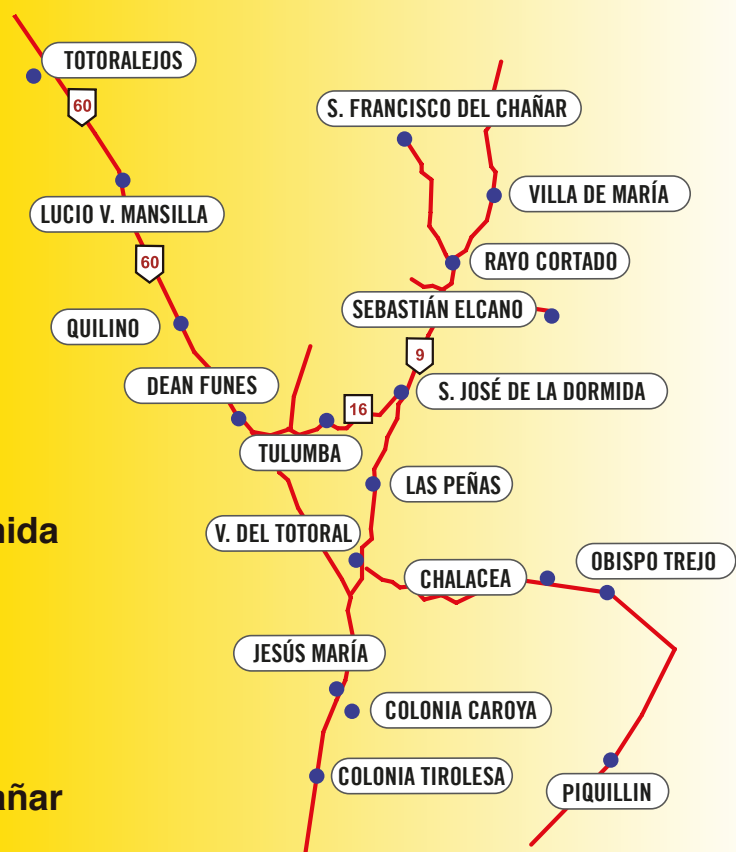 TOTORALEJOS
60
S. FRANCISCO DEL CHAÑAR
VILLA DE MARÍA
LUCIO V. MANSILLA
60
RAYO CORTADO
SEBASTIÁN ELCANO
QUILINO
9
DEAN FUNES
S. JOSÉ DE LA DORMIDA
16
TULUMBA
LAS PEÑAS
nida
V. DEL TOTORAL
OBISPO TREJO
CHALACEA
JESÚS MARÍA
COLONIA CAROYA
COLONIA TIROLESA
añar
PIQUILLIN